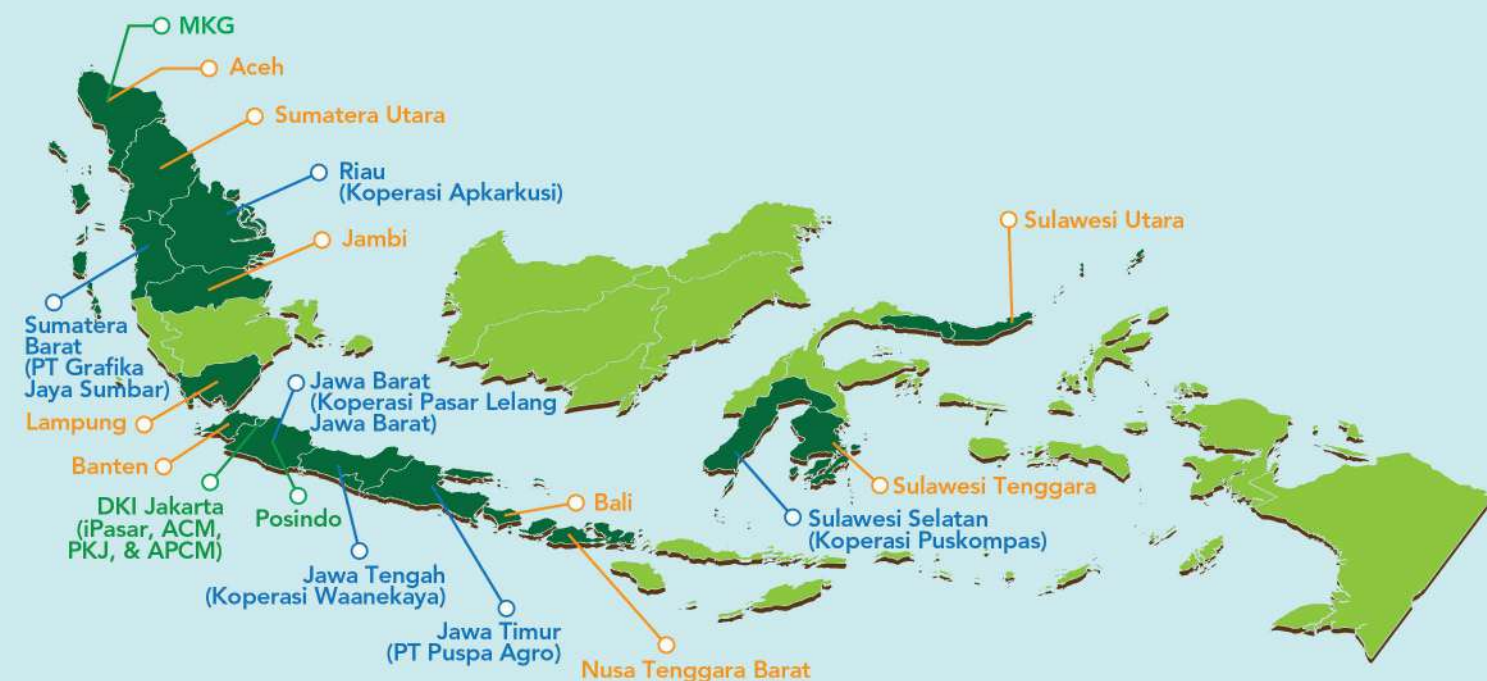 MKG
Aceh
Sumatera Utara
Riau
(Koperasi Apkarkusi)
Jambi
Sulawesi Utara
Sumatera
Barat
(PT Grafika
Jaya Sumbar)
Jawa Barat
(Koperasi Pasar Lelang
Jawa Barat)
Lampung
Banten
DKI Jakarta
(iPasar, ACM,
PKJ, & APCM)
Posindo
Bali
Sulawesi Tenggara
Sulawesi Selatan
(Koperasi Puskompas)
Jawa Tengah
(Koperasi Waanekaya)
Jawa Timur
(PT Puspa Agro)
Nusa Tenggara Barat